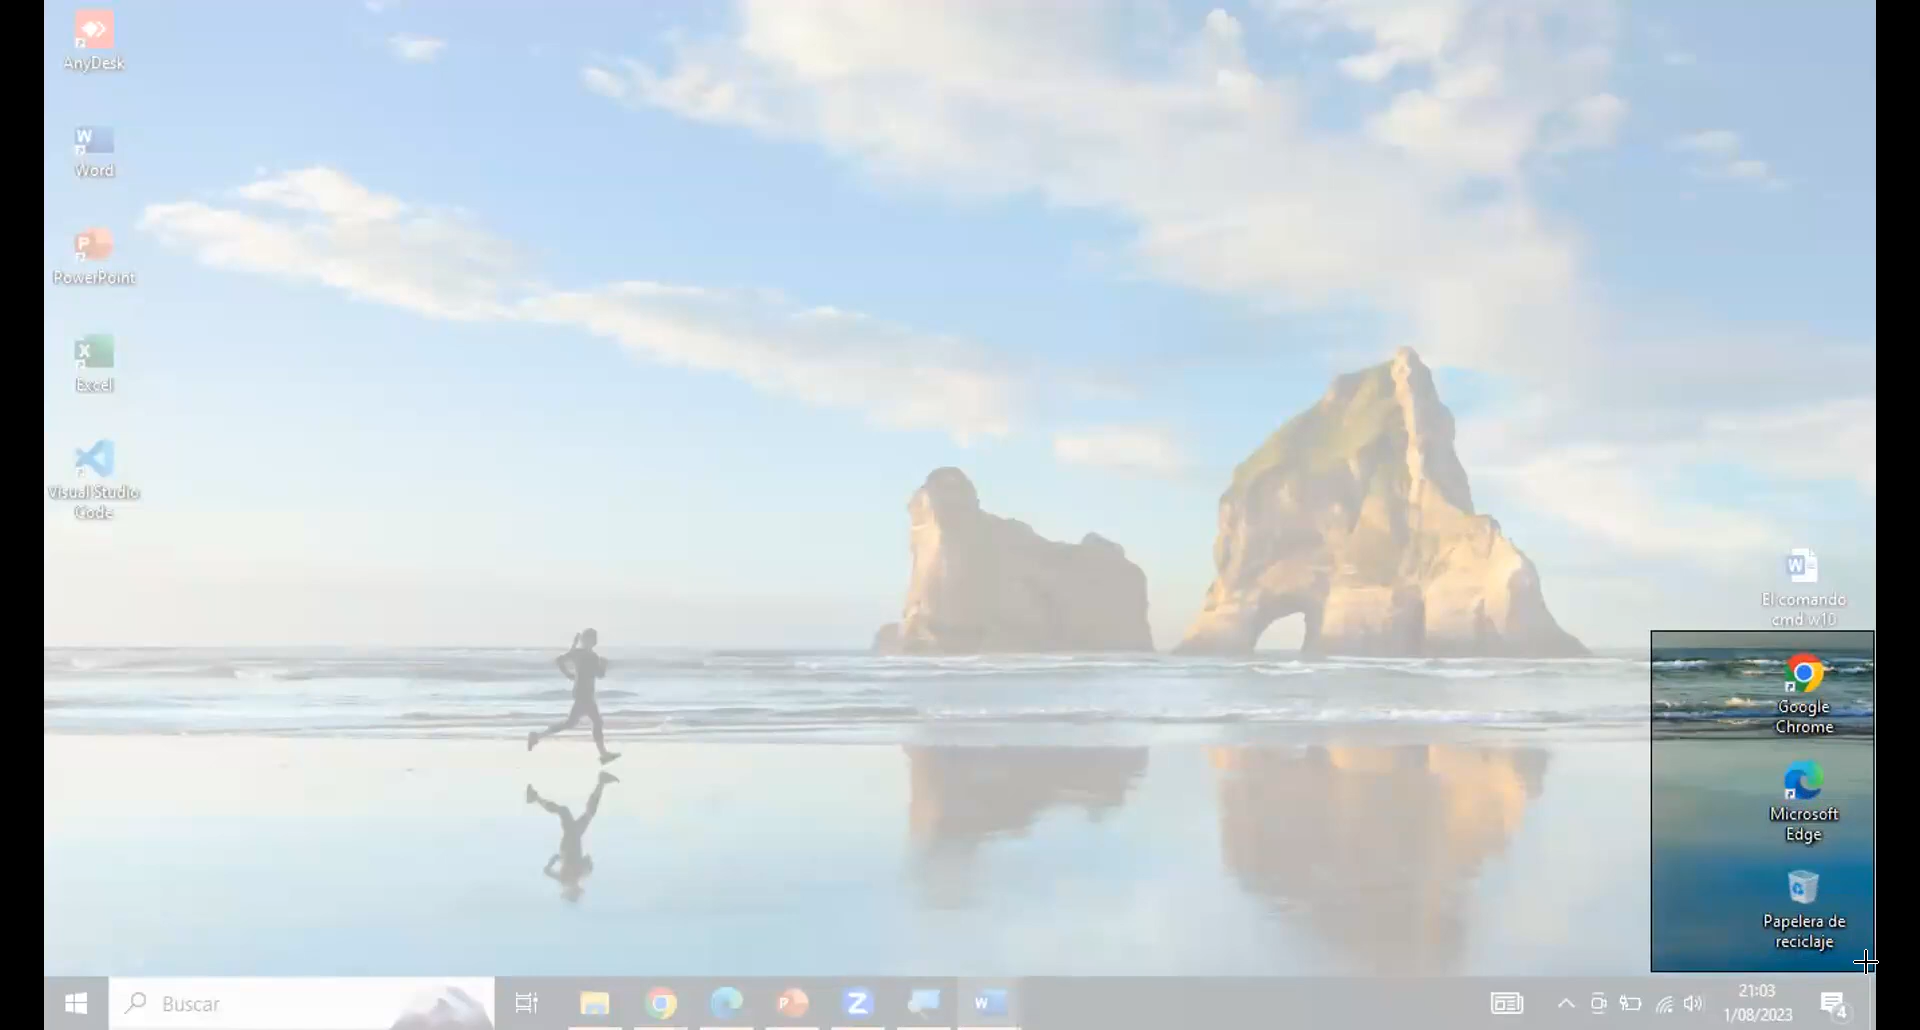 AnyDesk
Word
PowerPoint
Excel
Visual Studio
Code
El comando
cmd w10
Google
Chrome
Microsoft
Edge
Papelera de
reciclaje
Buscar
21:03
1/08/2023
4